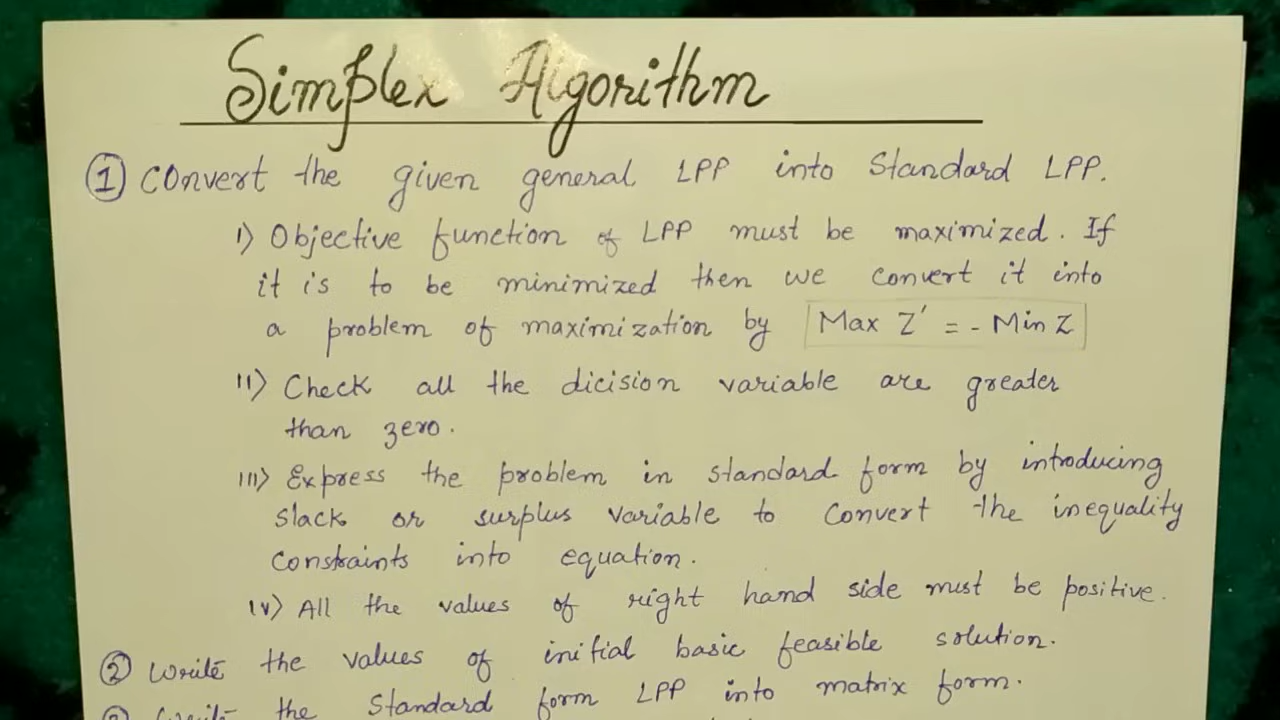 Simplex Algorithm
① Convert the given general LPP into Standard LPP.
i) Objective function of LPP must be maximized. If
it is to be minimized then we convert it into
a problem of maximization by Max Z' = - Min Z
ii) Check all the dicision variable are greater
than zero.
iii) Express the problem in standard form by introducing
slack or surplus variable to convert the inequality
constraints into equation.
iv) All the values of right hand side must be positive.
② Write the values of initial basic feasible solution.
③ Write the Standard form LPP into matrix form.